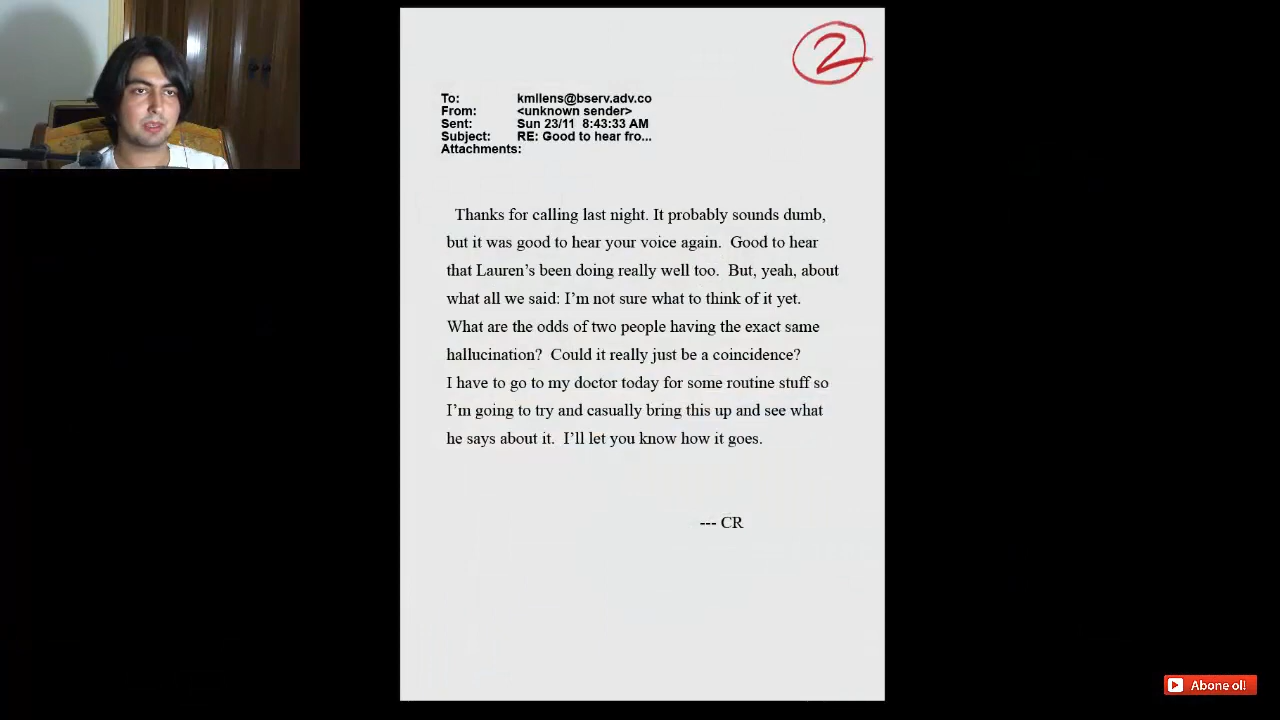 2
To: kmllens@bserv.adv.co
From: <unknown sender>
Sent: Sun 23/11 8:43:33 AM
Subject: RE: Good to hear fro...
Attachments:
Thanks for calling last night. It probably sounds dumb,
but it was good to hear your voice again. Good to hear
that Lauren’s been doing really well too. But, yeah, about
what all we said: I’m not sure what to think of it yet.
What are the odds of two people having the exact same
hallucination? Could it really just be a coincidence?
I have to go to my doctor today for some routine stuff so
I’m going to try and casually bring this up and see what
he says about it. I’ll let you know how it goes.
--- CR
Abone ol!